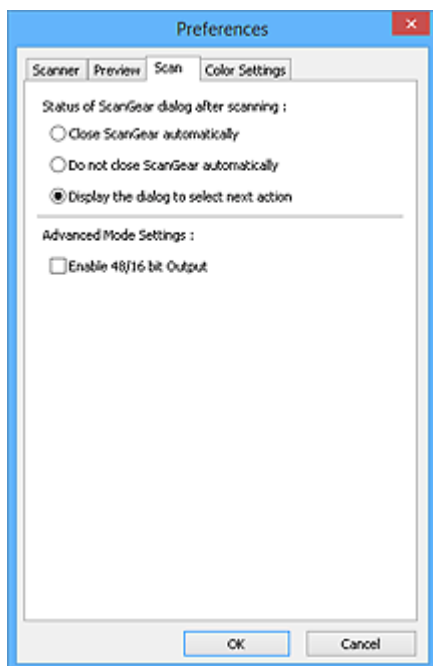 Preferences
Scanner Preview Scan Color Settings
Status of ScanGear dialog after scanning :
Close ScanGear automatically
Do not close ScanGear automatically
Display the dialog to select next action
Advanced Mode Settings :
Enable 48/16 bit Output
OK Cancel